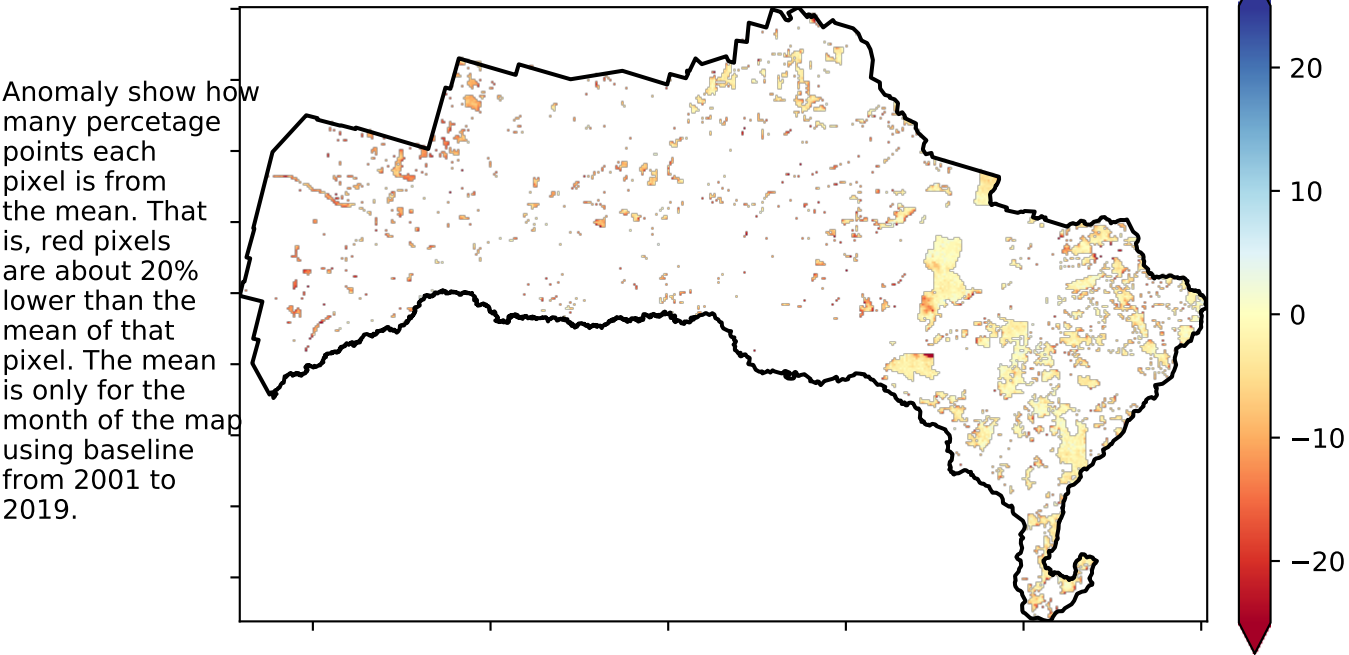 Anomaly show how
many percetage
points each
pixel is from
the mean. That
is, red pixels
are about 20%
lower than the
mean of that
pixel. The mean
is only for the
month of the map
using baseline
from 2001 to
2019.
20
10
0
−10
−20